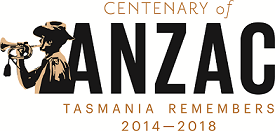 CENTENARY of
ANZAC
TASMANIA REMEMBERS
2014—2018